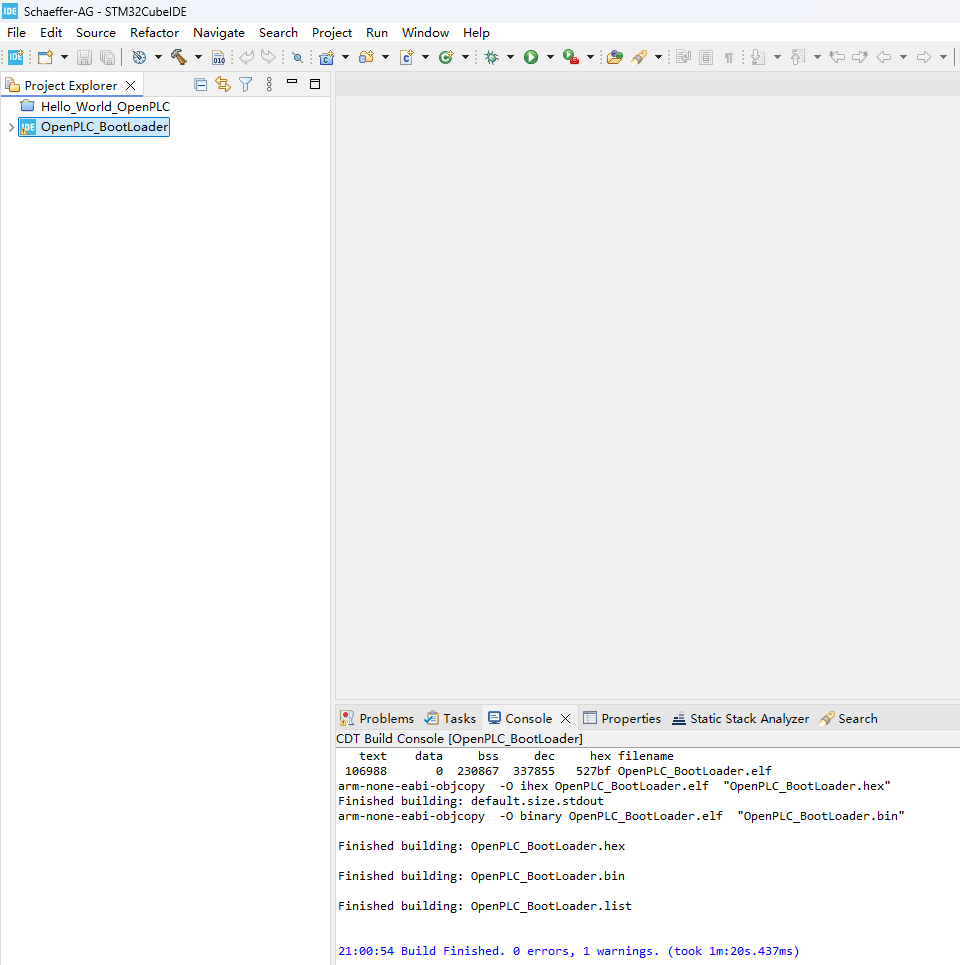 IDE Schaeffer-AG - STM32CubeIDE
File Edit Source Refactor Navigate Search Project Run Window Help
IDE 010
Project Explorer
Hello_World_OpenPLC
IDE OpenPLC_BootLoader
Problems Tasks Console Properties Static Stack Analyzer Search
CDT Build Console [OpenPLC_BootLoader]
text data bss dec hex filename
106988 0 230867 337855 527bf OpenPLC_BootLoader.elf
arm-none-eabi-objcopy -O ihex OpenPLC_BootLoader.elf "OpenPLC_BootLoader.hex"
Finished building: default.size.stdout
arm-none-eabi-objcopy -O binary OpenPLC_BootLoader.elf "OpenPLC_BootLoader.bin"
Finished building: OpenPLC_BootLoader.hex
Finished building: OpenPLC_BootLoader.bin
Finished building: OpenPLC_BootLoader.list
21:00:54 Build Finished. 0 errors, 1 warnings. (took 1m:20s.437ms)